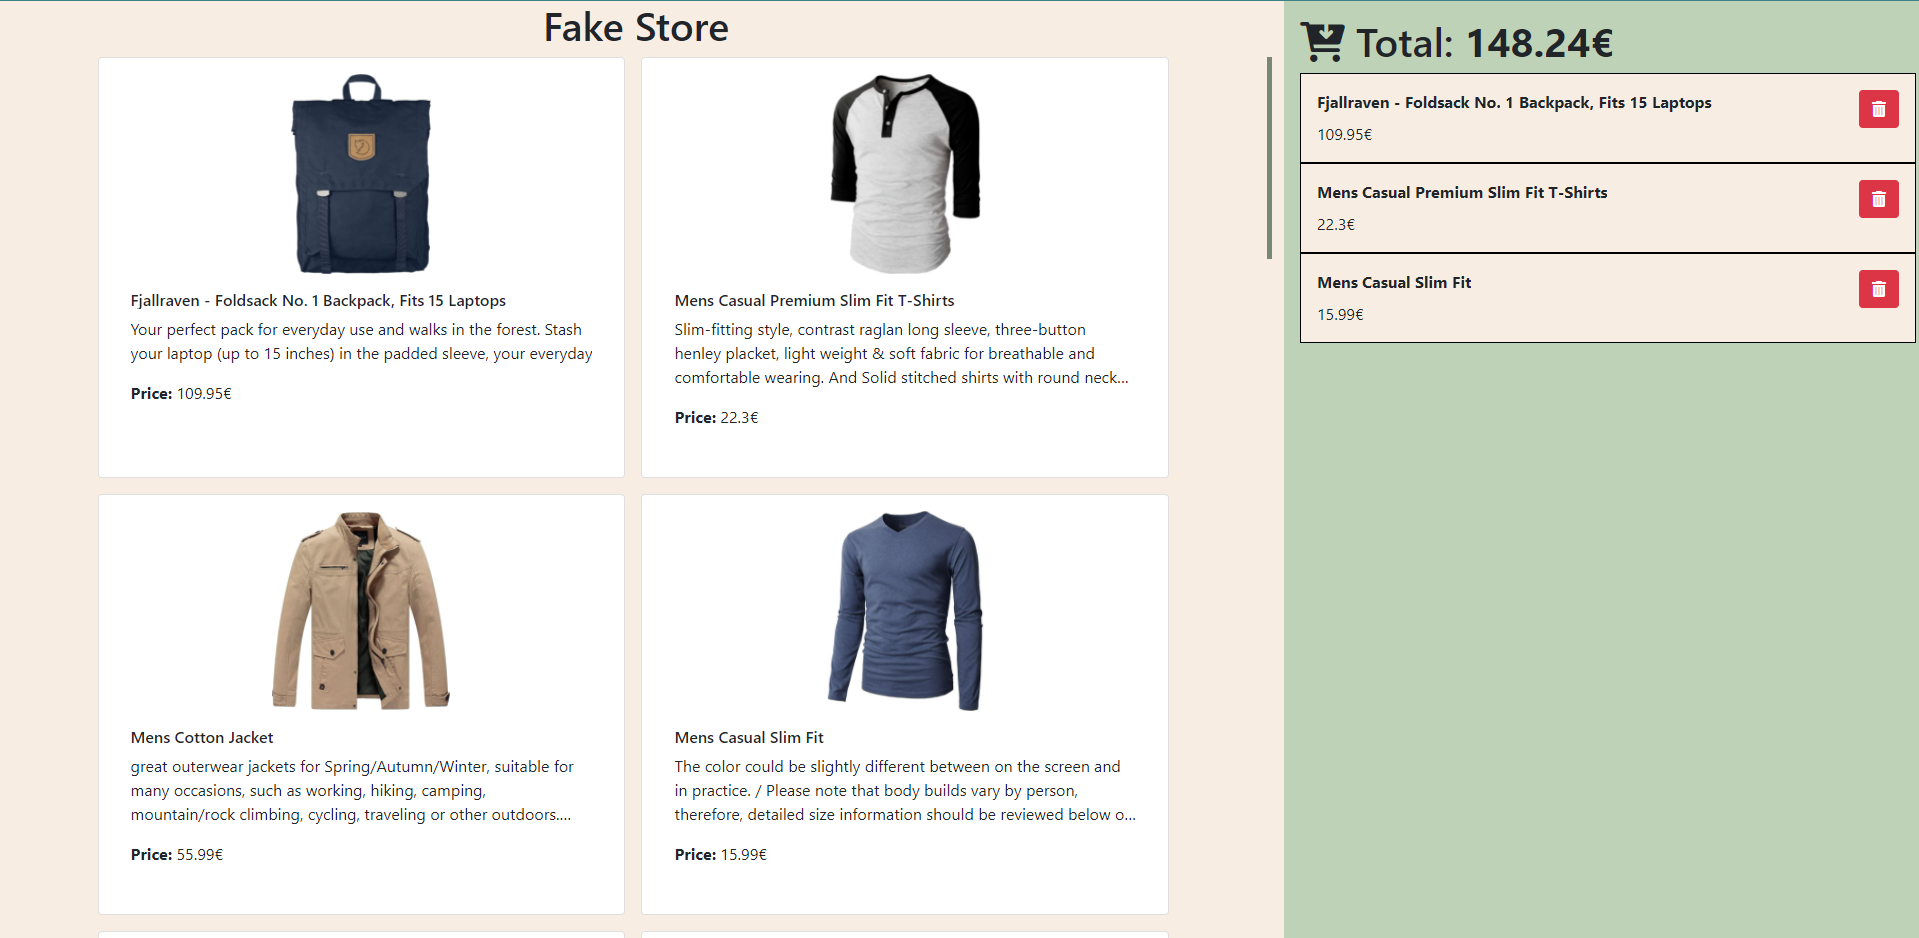 Fake Store
Fjallraven - Foldsack No. 1 Backpack, Fits 15 Laptops
Your perfect pack for everyday use and walks in the forest. Stash
your laptop (up to 15 inches) in the padded sleeve, your everyday
Price: 109.95€
Mens Casual Premium Slim Fit T-Shirts
Slim-fitting style, contrast raglan long sleeve, three-button
henley placket, light weight & soft fabric for breathable and
comfortable wearing. And Solid stitched shirts with round neck...
Price: 22.3€
Mens Cotton Jacket
great outerwear jackets for Spring/Autumn/Winter, suitable for
many occasions, such as working, hiking, camping,
mountain/rock climbing, cycling, traveling or other outdoors....
Price: 55.99€
Mens Casual Slim Fit
The color could be slightly different between on the screen and
in practice. / Please note that body builds vary by person,
therefore, detailed size information should be reviewed below o...
Price: 15.99€
Total: 148.24€
Fjallraven - Foldsack No. 1 Backpack, Fits 15 Laptops
109.95€
Mens Casual Premium Slim Fit T-Shirts
22.3€
Mens Casual Slim Fit
15.99€